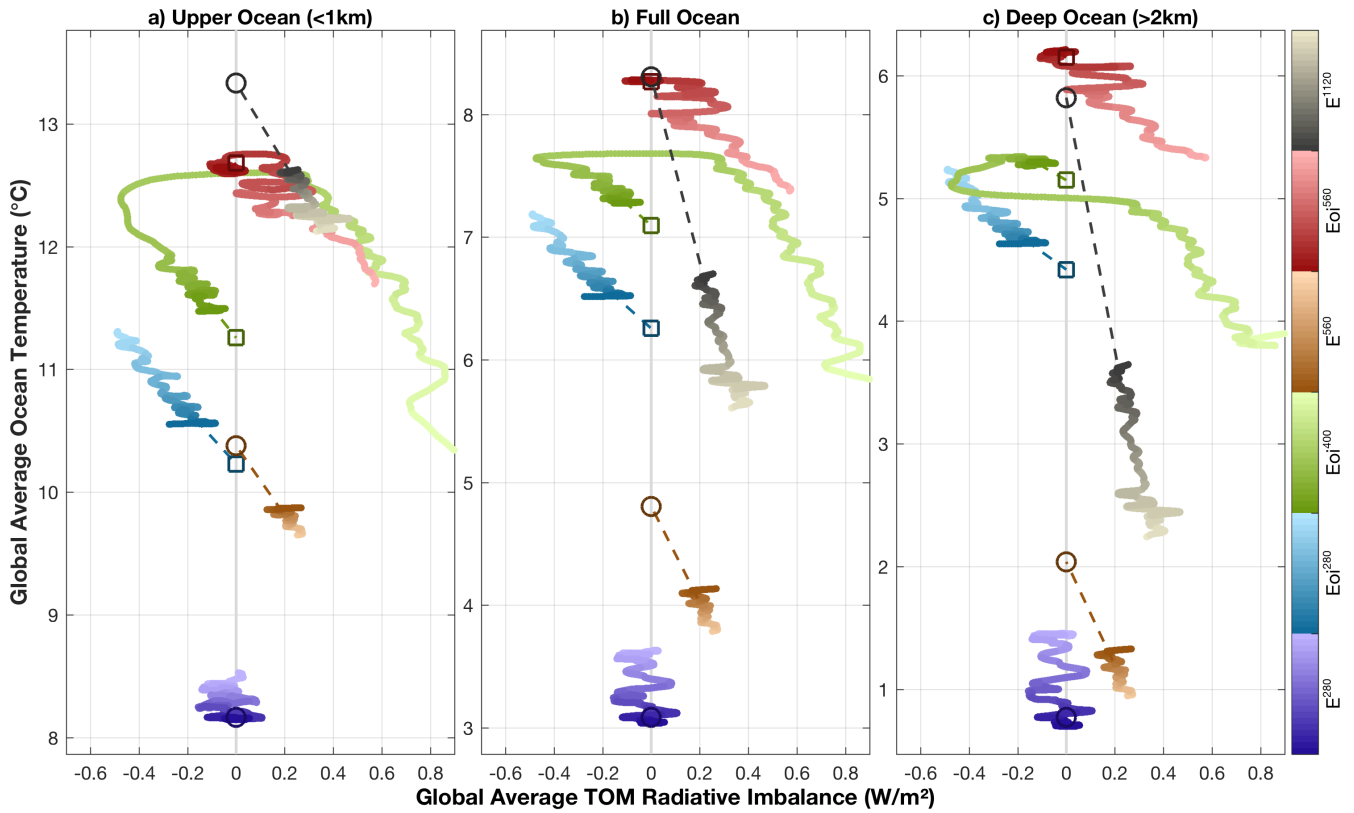 a) Upper Ocean (<1km)
b) Full Ocean
c) Deep Ocean (>2km)
Global Average Ocean Temperature (°C)
13
12
11
10
9
8
-0.6 -0.4 -0.2 0 0.2 0.4 0.6 0.8
8
7
6
5
4
3
-0.6 -0.4 -0.2 0 0.2 0.4 0.6 0.8
6
5
4
3
2
1
-0.6 -0.4 -0.2 0 0.2 0.4 0.6 0.8
Global Average TOM Radiative Imbalance (W/m²)
E¹¹²⁰
Eoi⁵⁶⁰
E⁵⁶⁰
Eoi⁴⁰⁰
Eoi²⁸⁰
E²⁸⁰